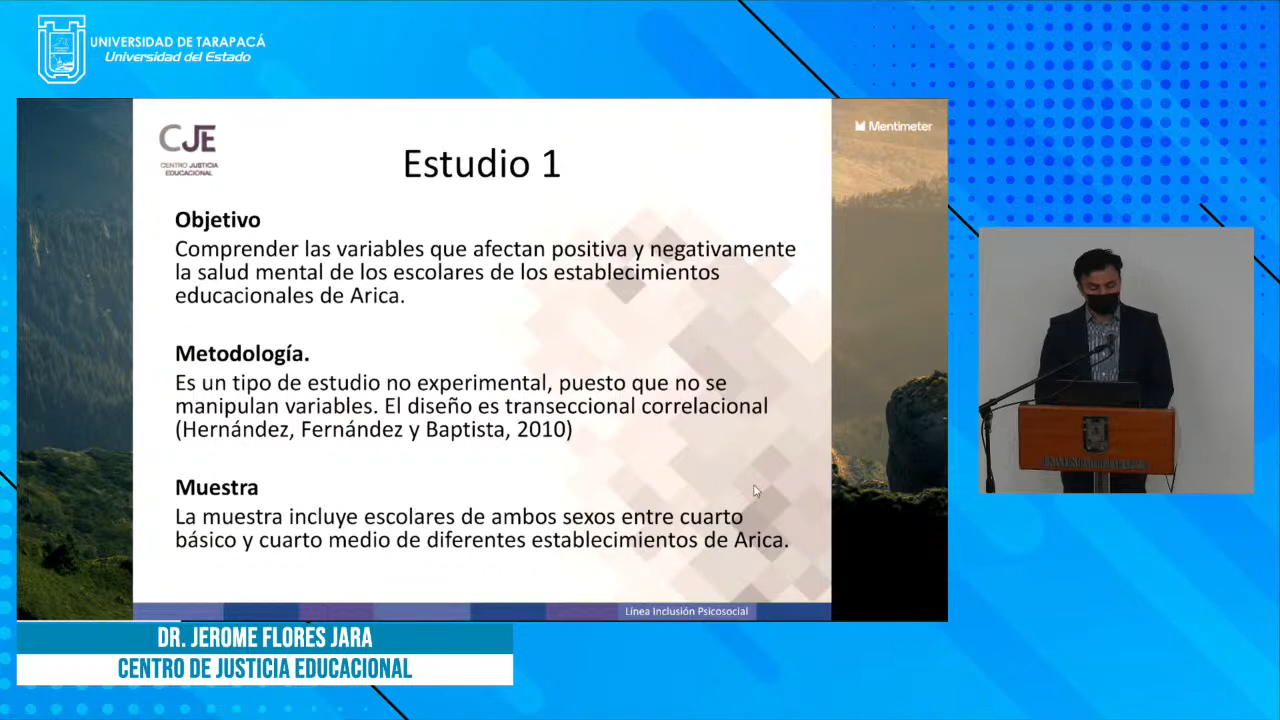 UNIVERSIDAD DE TARAPACÁ
Universidad del Estado
CJE
CENTRO JUSTICIA
EDUCACIONAL
Mentimeter
Estudio 1
Objetivo
Comprender las variables que afectan positiva y negativamente
la salud mental de los escolares de los establecimientos
educacionales de Arica.
Metodología.
Es un tipo de estudio no experimental, puesto que no se
manipulan variables. El diseño es transeccional correlacional
(Hernández, Fernández y Baptista, 2010)
Muestra
La muestra incluye escolares de ambos sexos entre cuarto
básico y cuarto medio de diferentes establecimientos de Arica.
Línea Inclusión Psicosocial
DR. JEROME FLORES JARA
CENTRO DE JUSTICIA EDUCACIONAL